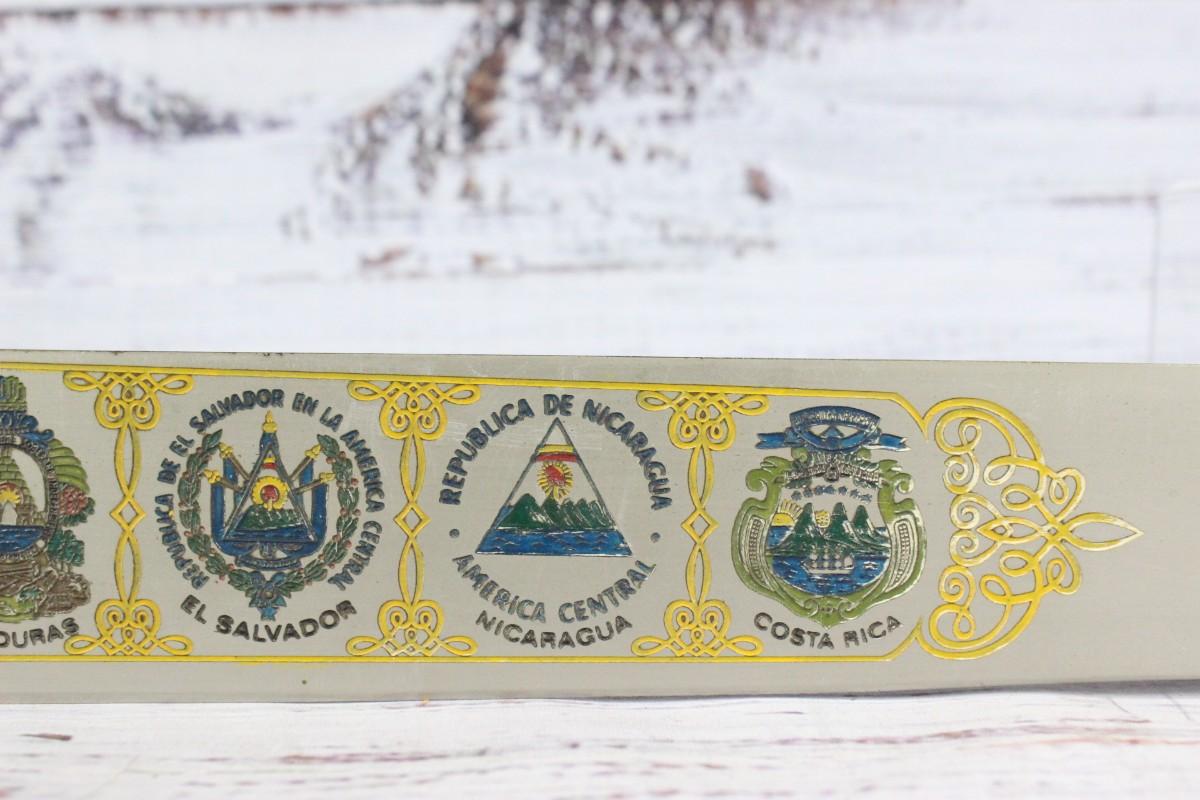 DURAS
REPUBLICA DE EL SALVADOR EN LA AMERICA CENTRAL
EL SALVADOR
REPUBLICA DE NICARAGUA
AMERICA CENTRAL
NICARAGUA
COSTA RICA